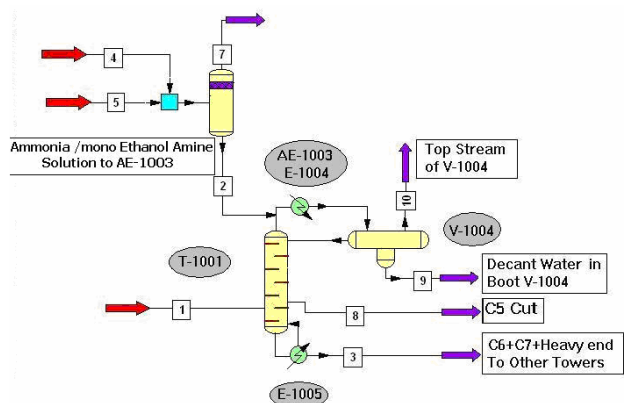 7
4
5
Ammonia /mono Ethanol Amine
Solution to AE-1003
AE-1003
E-1004
Top Stream
of V-1004
2
10
V-1004
T-1001
Decant Water in
Boot V-1004
9
1
8
C5 Cut
3
C6+C7+Heavy end
To Other Towers
E-1005